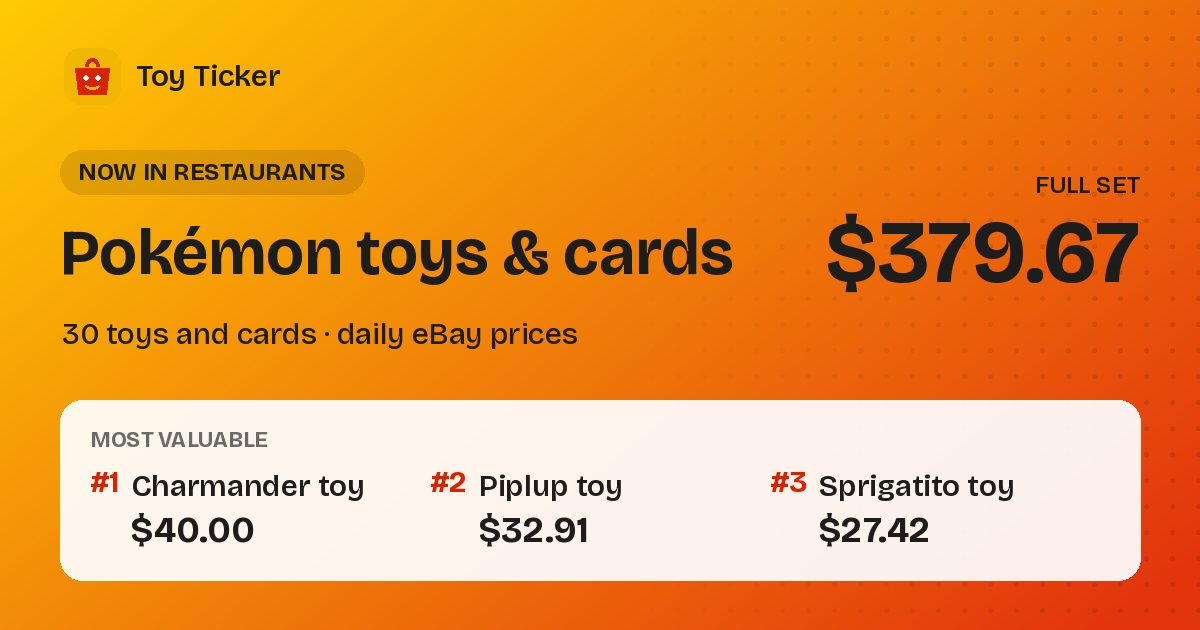 Toy Ticker
NOW IN RESTAURANTS
Pokémon toys & cards
30 toys and cards · daily eBay prices
FULL SET
$379.67
MOST VALUABLE
#1 Charmander toy
$40.00
#2 Piplup toy
$32.91
#3 Sprigatito toy
$27.42